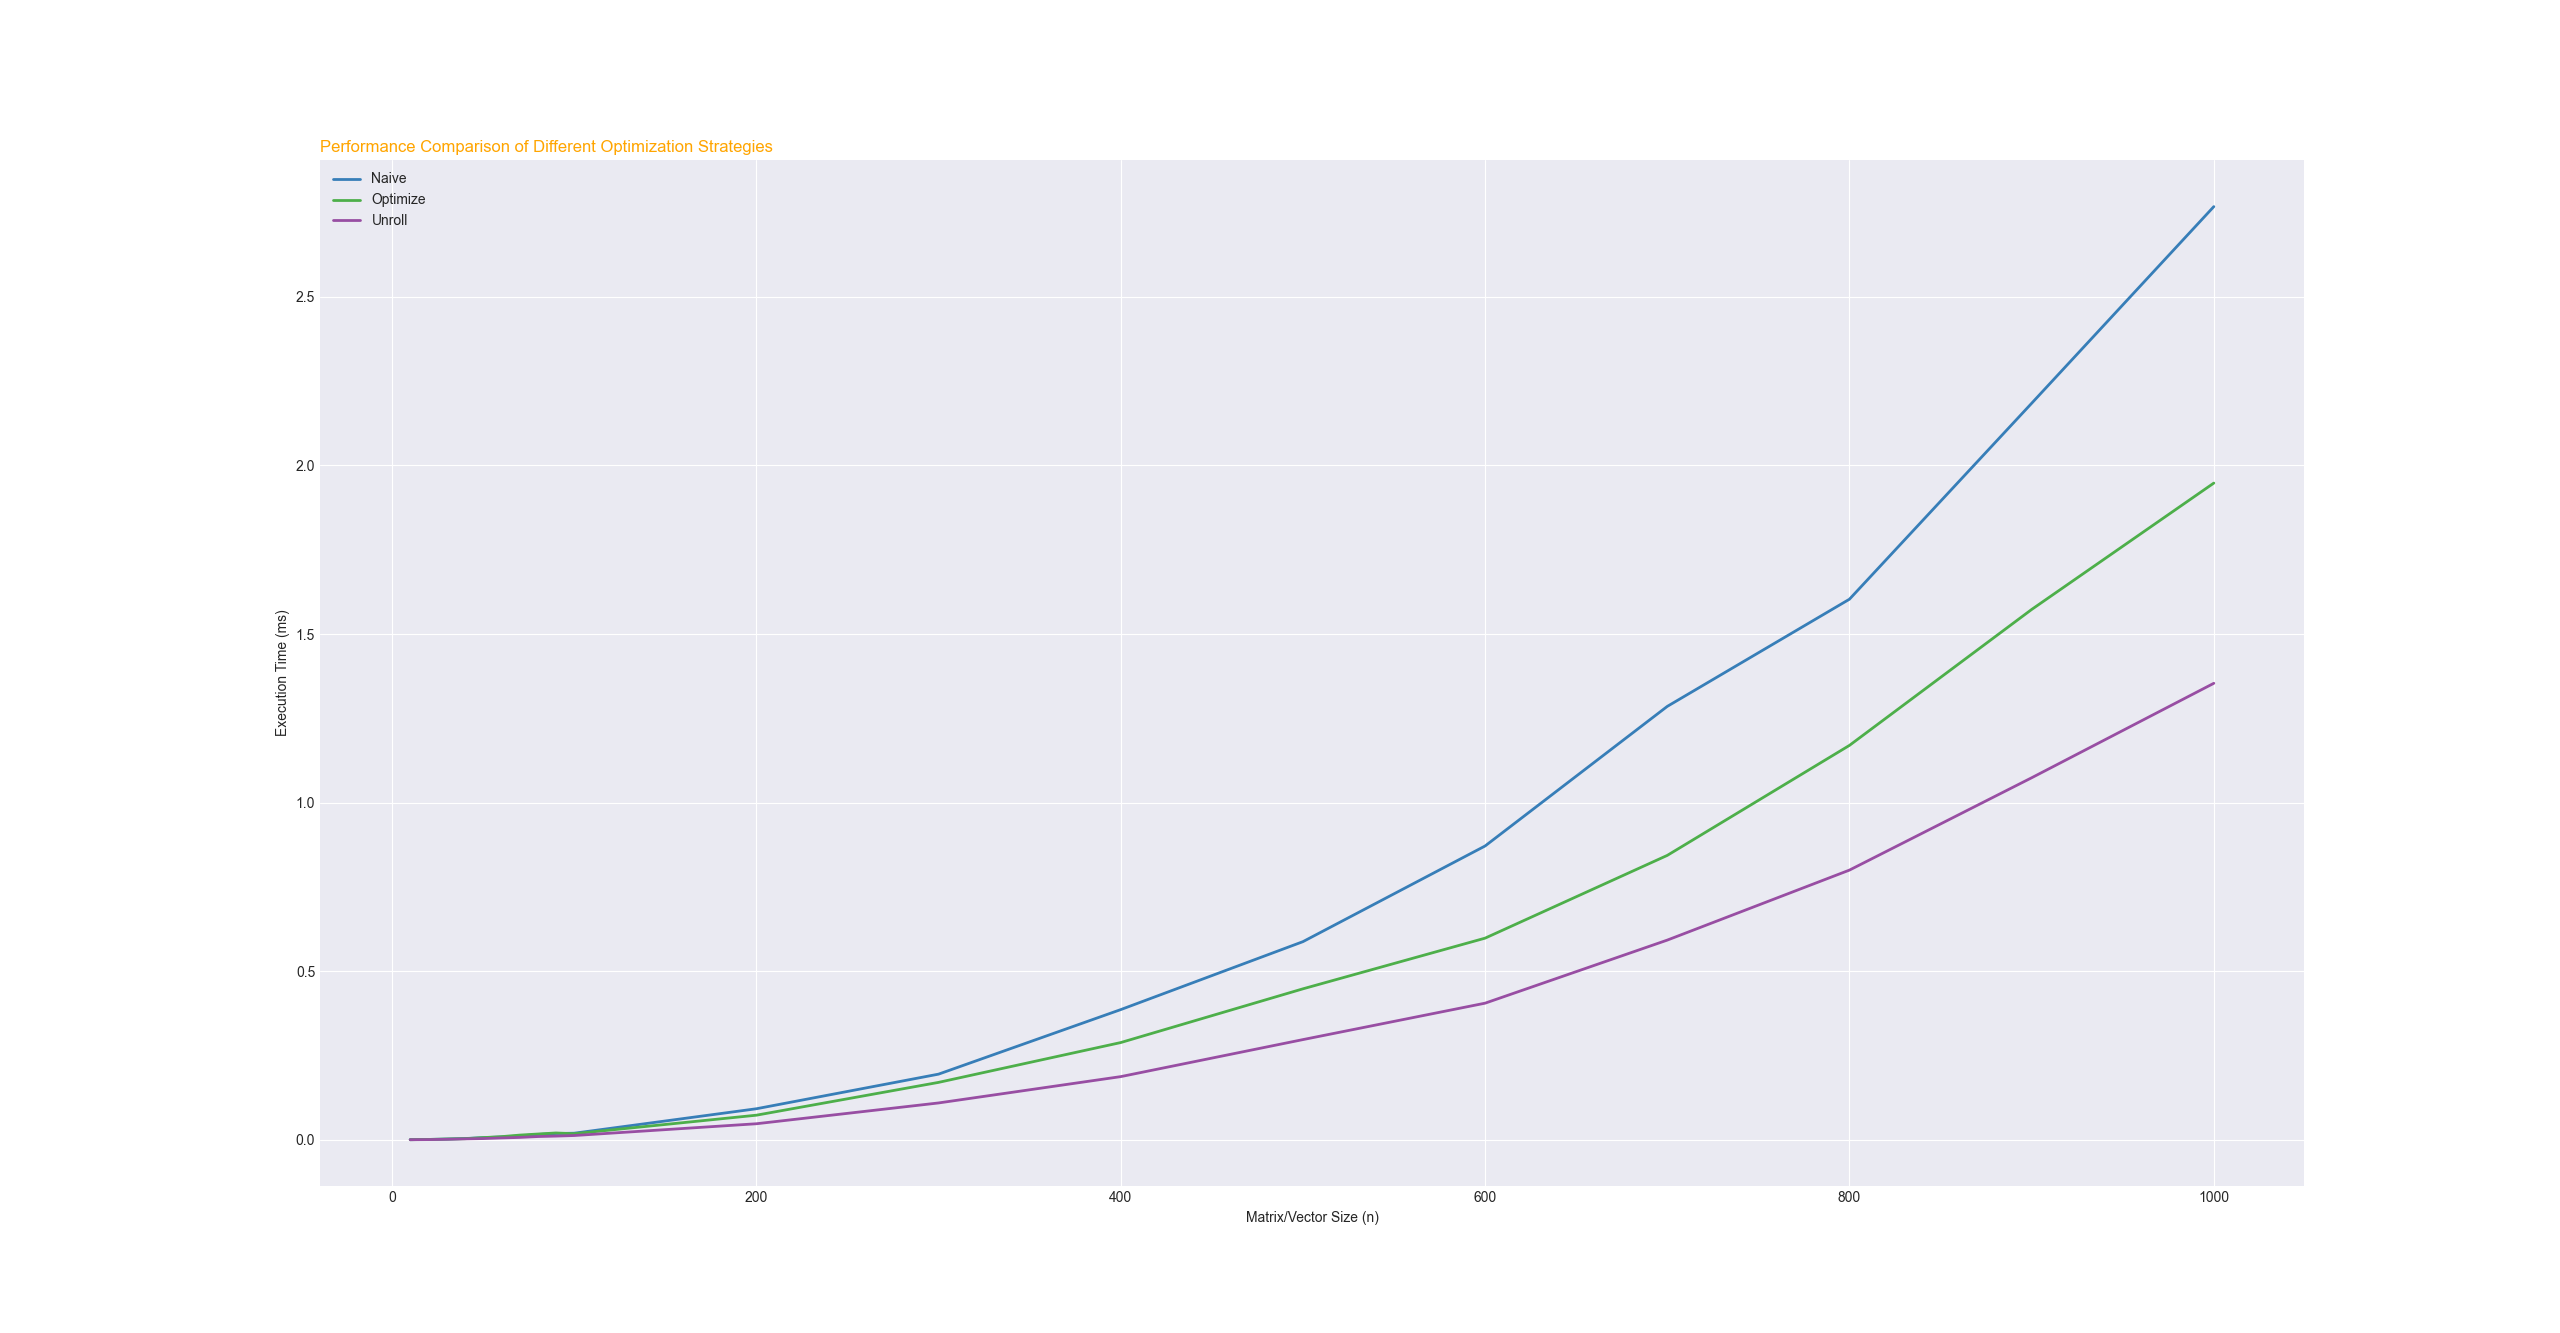 Performance Comparison of Different Optimization Strategies
Naive
Optimize
Unroll
2.5
2.0
1.5
1.0
0.5
0.0
Execution Time (ms)
0 200 400 600 800 1000
Matrix/Vector Size (n)